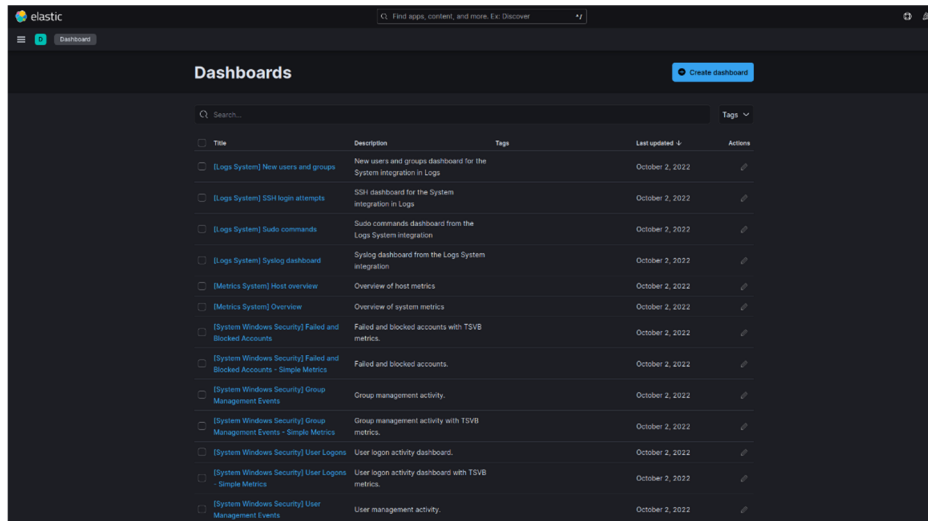 elastic
Find apps, content, and more. Ex: Discover
^/
D
Dashboard
Dashboards
Create dashboard
Search...
Tags
Title Description Tags Last updated ↓ Actions
[Logs System] New users and groups
New users and groups dashboard for the
System integration in Logs
October 2, 2022
[Logs System] SSH login attempts
SSH dashboard for the System
integration in Logs
October 2, 2022
[Logs System] Sudo commands
Sudo commands dashboard from the
Logs System integration
October 2, 2022
[Logs System] Syslog dashboard
Syslog dashboard from the Logs System
integration
October 2, 2022
[Metrics System] Host overview
Overview of host metrics
October 2, 2022
[Metrics System] Overview
Overview of system metrics
October 2, 2022
[System Windows Security] Failed and
Blocked Accounts
Failed and blocked accounts with TSVB
metrics.
October 2, 2022
[System Windows Security] Failed and
Blocked Accounts - Simple Metrics
Failed and blocked accounts.
October 2, 2022
[System Windows Security] Group
Management Events
Group management activity.
October 2, 2022
[System Windows Security] Group
Management Events - Simple Metrics
Group management activity with TSVB
metrics.
October 2, 2022
[System Windows Security] User Logons
User logon activity dashboard.
October 2, 2022
[System Windows Security] User Logons
- Simple Metrics
User logon activity dashboard with TSVB
metrics.
October 2, 2022
[System Windows Security] User
Management Events
User management activity.
October 2, 2022